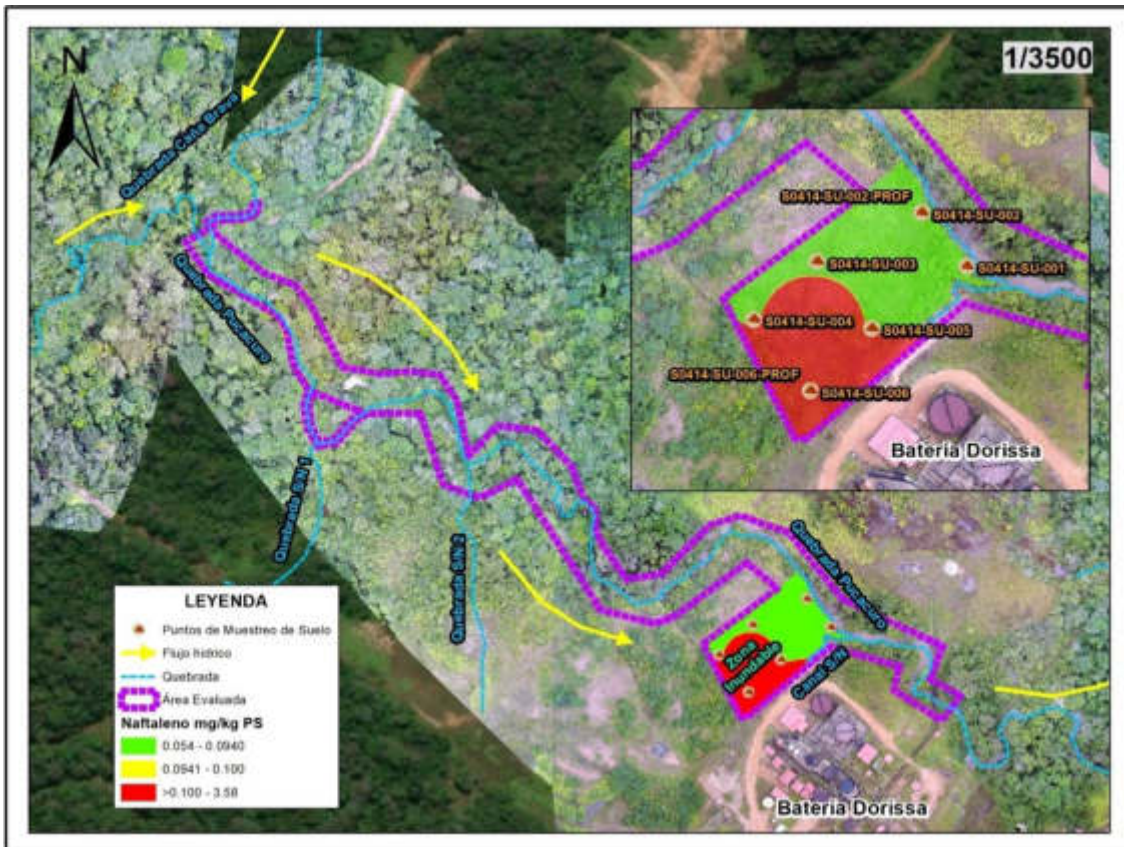 N
1/3500
Quebrada Caña Brava
Quebrada Pucacuro
Quebrada S/N 1
Quebrada S/N 2
S0414-SU-002-PROF
S0414-SU-002
S0414-SU-003
S0414-SU-001
S0414-SU-004
S0414-SU-005
S0414-SU-006-PROF
S0414-SU-006
Batería Dorissa
Quebrada Pucacuro
Zona
Inundable
Canal S/N
Batería Dorissa
LEYENDA
Puntos de Muestreo de Suelo
Flujo hídrico
Quebrada
Área Evaluada
Naftaleno mg/kg PS
0.054 - 0.0940
0.0941 - 0.100
>0.100 - 3.58